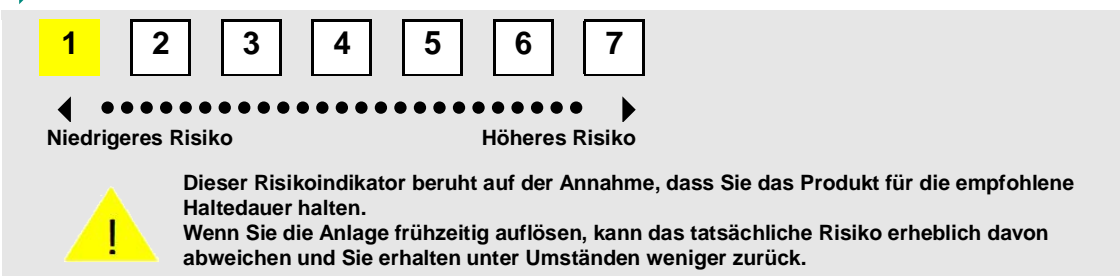 1 2 3 4 5 6 7
Niedrigeres Risiko Höheres Risiko
Dieser Risikoindikator beruht auf der Annahme, dass Sie das Produkt für die empfohlene
Haltedauer halten.
Wenn Sie die Anlage frühzeitig auflösen, kann das tatsächliche Risiko erheblich davon
abweichen und Sie erhalten unter Umständen weniger zurück.
!